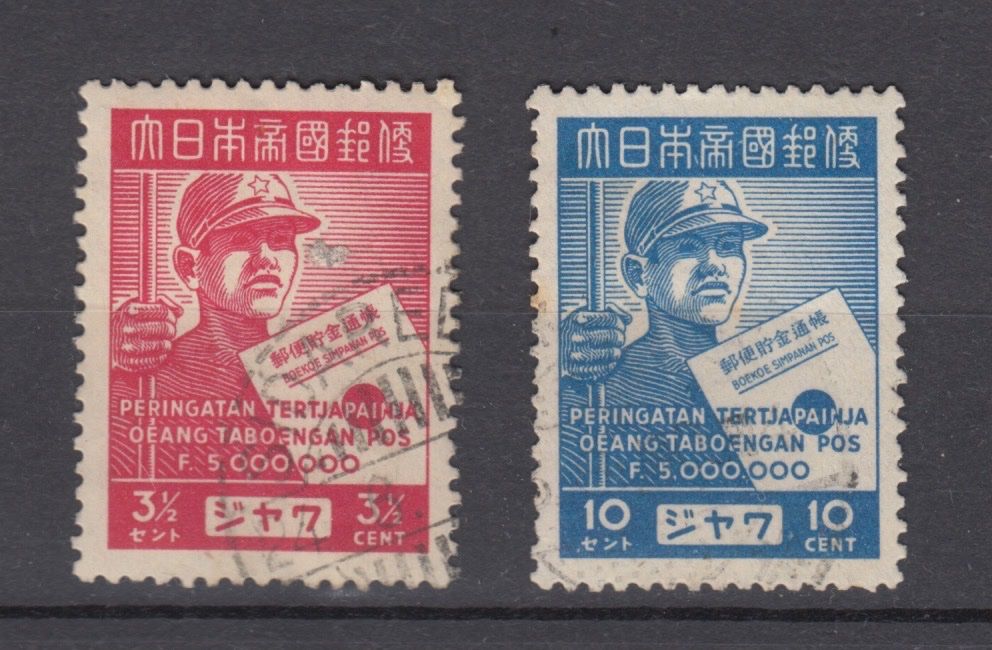 大日本帝國郵便
郵便貯金通帳
BOEKOE SIMPANAN POS
PERINGATAN TERTJAPAINJA
OEANG TABOENGAN POS
F. 5.000.000
3½ ジャワ 3½
セント CENT
大日本帝國郵便
郵便貯金通帳
BOEKOE SIMPANAN POS
PERINGATAN TERTJAPAINJA
OEANG TABOENGAN POS
F. 5.000.000
10 ジャワ 10
セント CENT